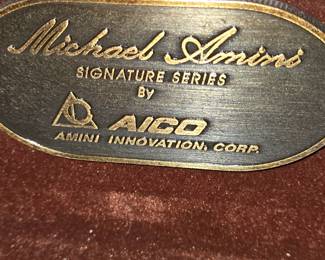 Michael Amini
SIGNATURE SERIES
By
AICO
AMINI INNOVATION, CORP.